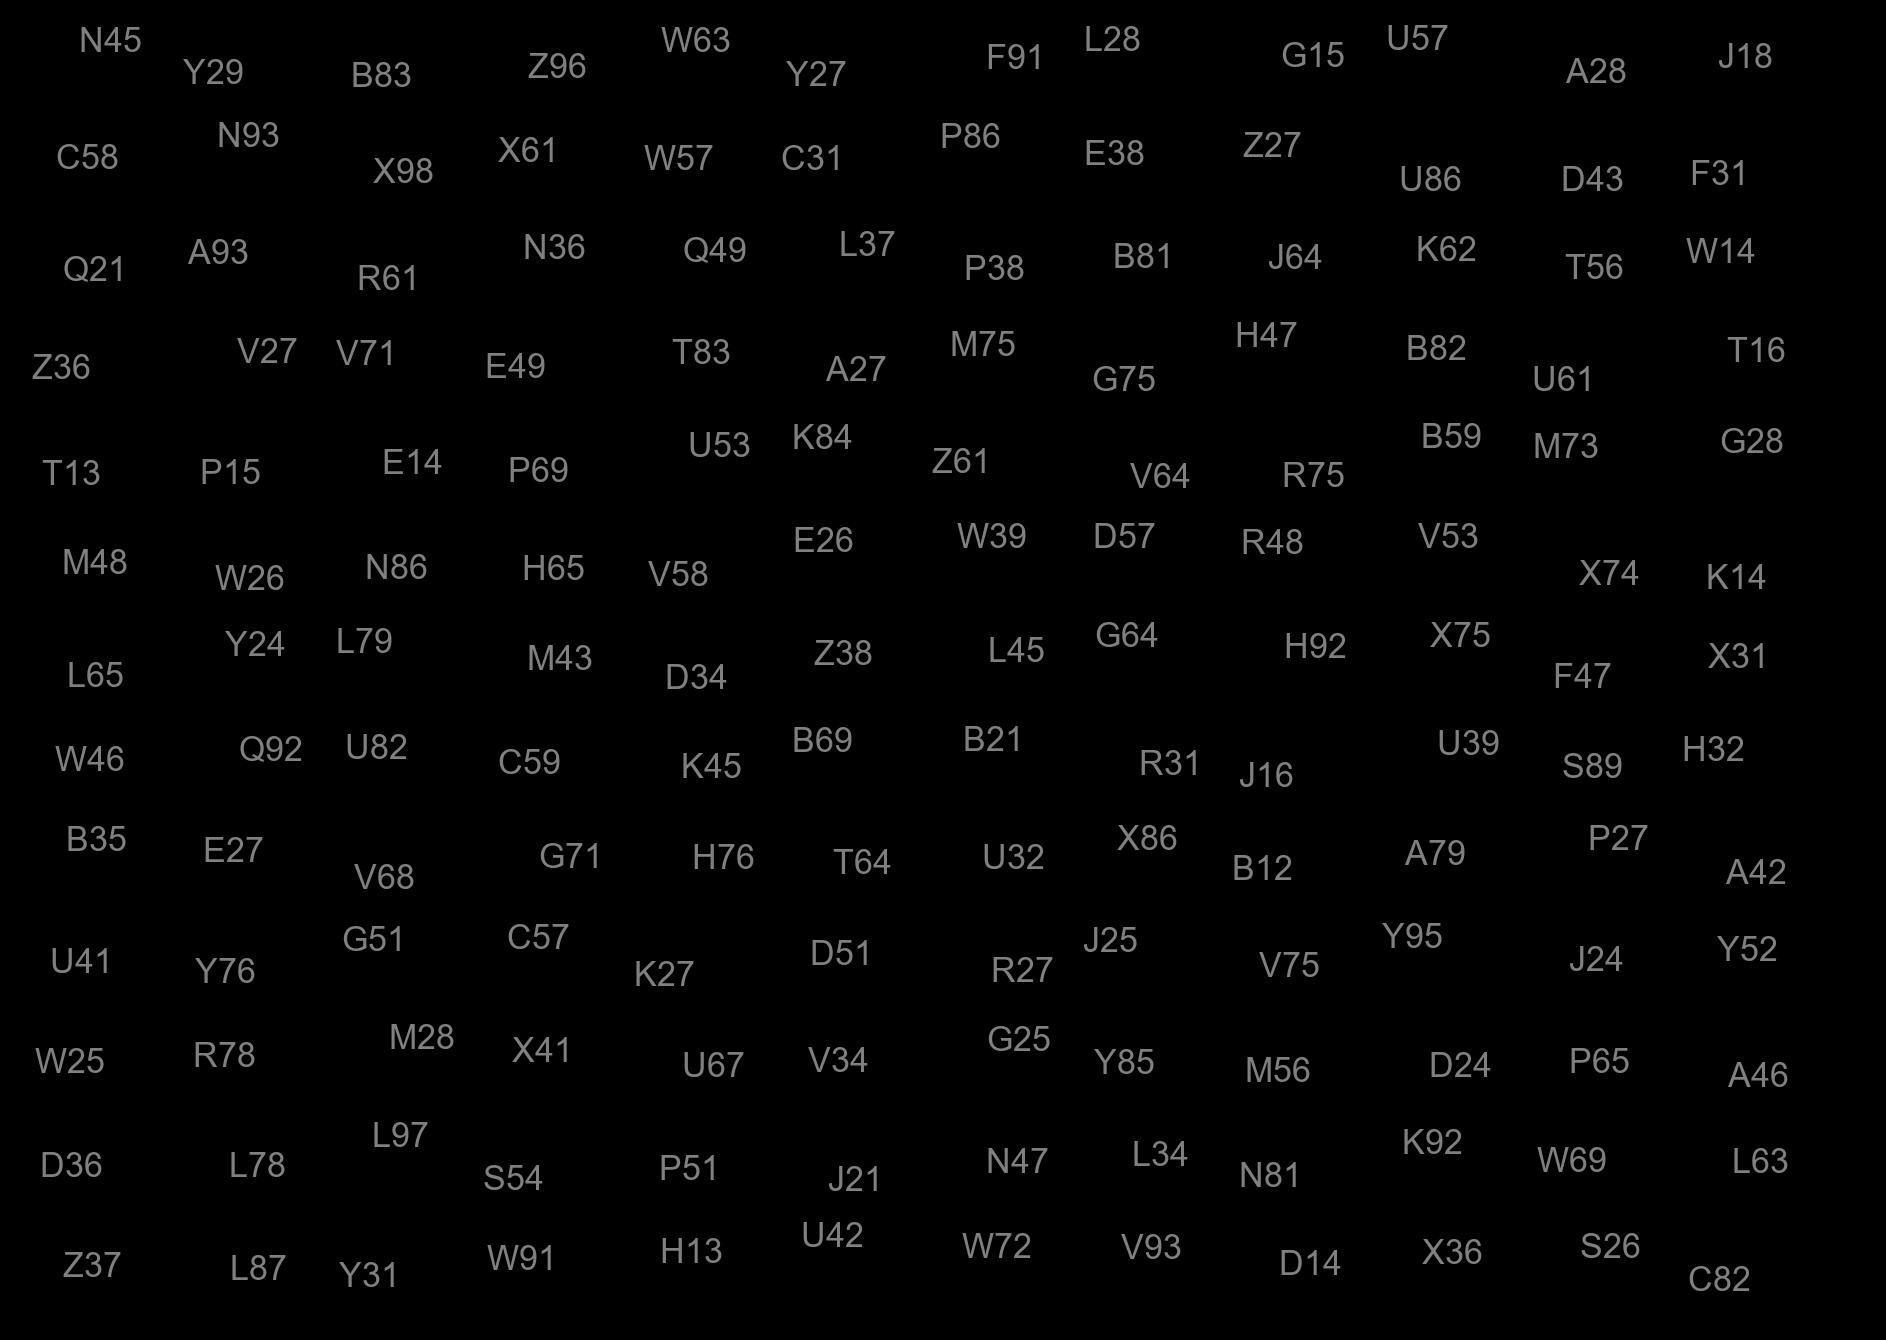 N45 Y29 B83 Z96 W63 Y27 F91 L28 G15 U57 A28 J18
C58 N93 X98 X61 W57 C31 P86 E38 Z27 U86 D43 F31
Q21 A93 R61 N36 Q49 L37 P38 B81 J64 K62 T56 W14
Z36 V27 V71 E49 T83 A27 M75 G75 H47 B82 U61 T16
T13 P15 E14 P69 U53 K84 Z61 V64 R75 B59 M73 G28
M48 W26 N86 H65 V58 E26 W39 D57 R48 V53 X74 K14
L65 Y24 L79 M43 D34 Z38 L45 G64 H92 X75 F47 X31
W46 Q92 U82 C59 K45 B69 B21 R31 J16 U39 S89 H32
B35 E27 V68 G71 H76 T64 U32 X86 B12 A79 P27 A42
U41 Y76 G51 C57 K27 D51 R27 J25 V75 Y95 J24 Y52
W25 R78 M28 X41 U67 V34 G25 Y85 M56 D24 P65 A46
D36 L78 L97 S54 P51 J21 N47 L34 N81 K92 W69 L63
Z37 L87 Y31 W91 H13 U42 W72 V93 D14 X36 S26 C82